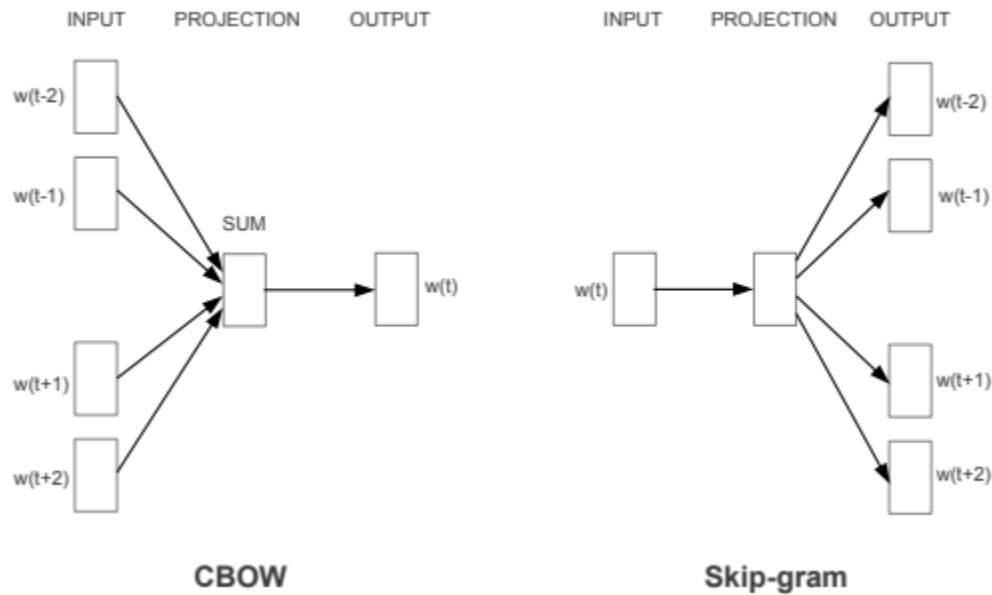 INPUT PROJECTION OUTPUT
w(t-2)
w(t-1)
SUM
w(t)
w(t+1)
w(t+2)
CBOW
INPUT PROJECTION OUTPUT
w(t-2)
w(t-1)
w(t)
w(t+1)
w(t+2)
Skip-gram